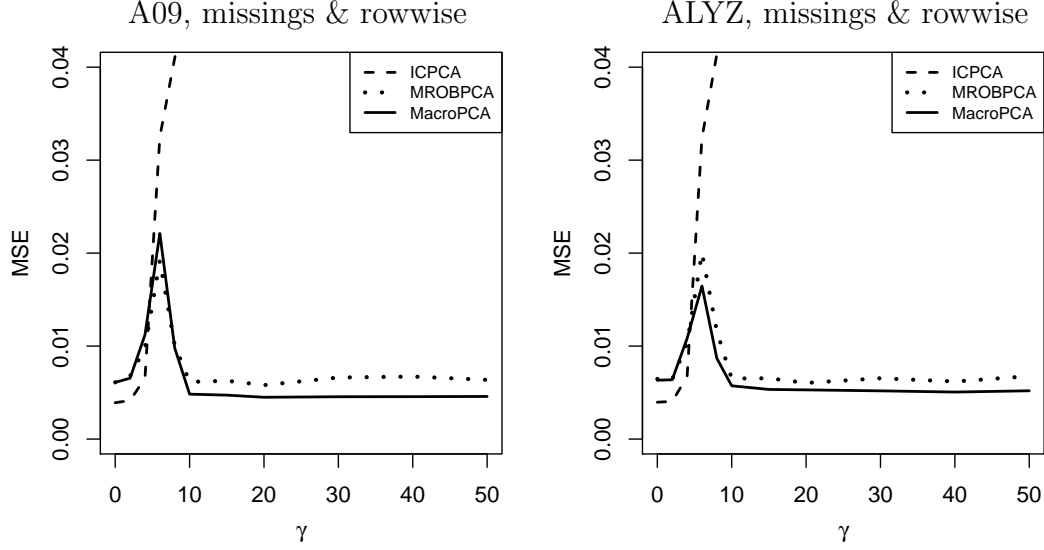 A09, missings & rowwise
ICPCA
MROBPCA
MacroPCA
MSE
0.00
0.01
0.02
0.03
0.04
0 10 20 30 40 50
γ
ALYZ, missings & rowwise
ICPCA
MROBPCA
MacroPCA
MSE
0.00
0.01
0.02
0.03
0.04
0 10 20 30 40 50
γ